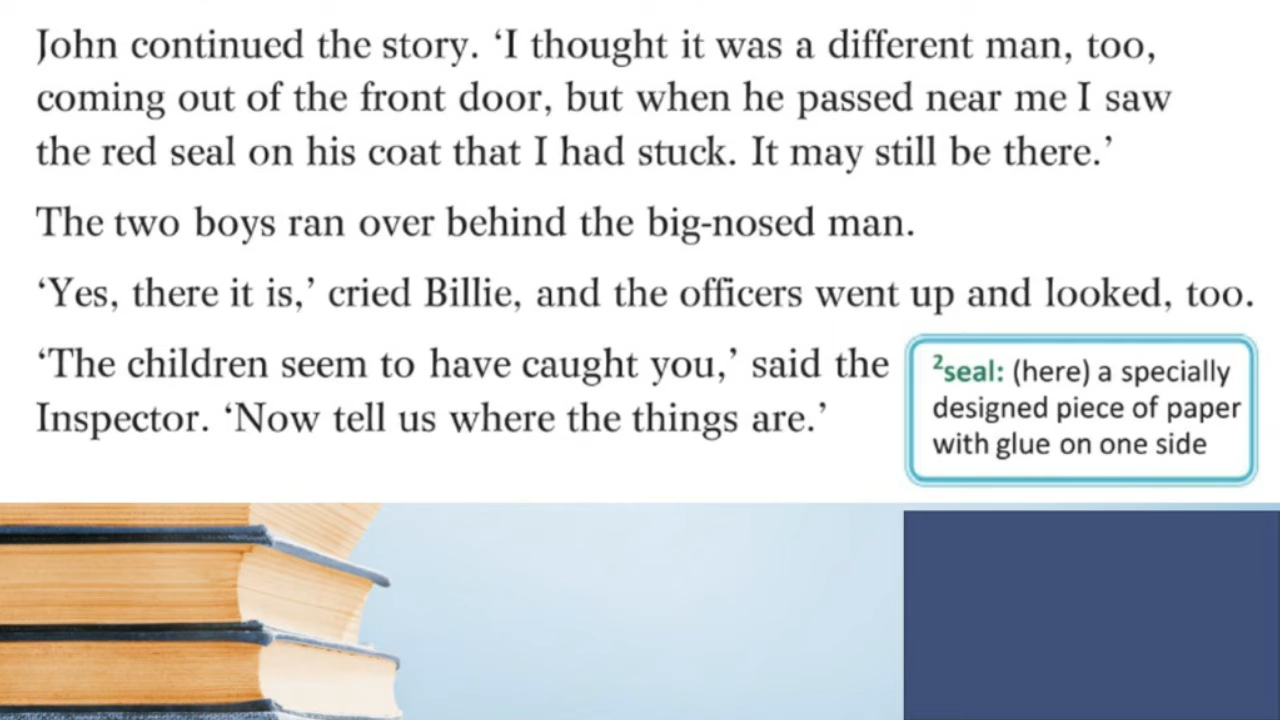 John continued the story. ‘I thought it was a different man, too,
coming out of the front door, but when he passed near me I saw
the red seal on his coat that I had stuck. It may still be there.’
The two boys ran over behind the big-nosed man.
‘Yes, there it is,’ cried Billie, and the officers went up and looked, too.
‘The children seem to have caught you,’ said the
Inspector. ‘Now tell us where the things are.’
²seal: (here) a specially
designed piece of paper
with glue on one side